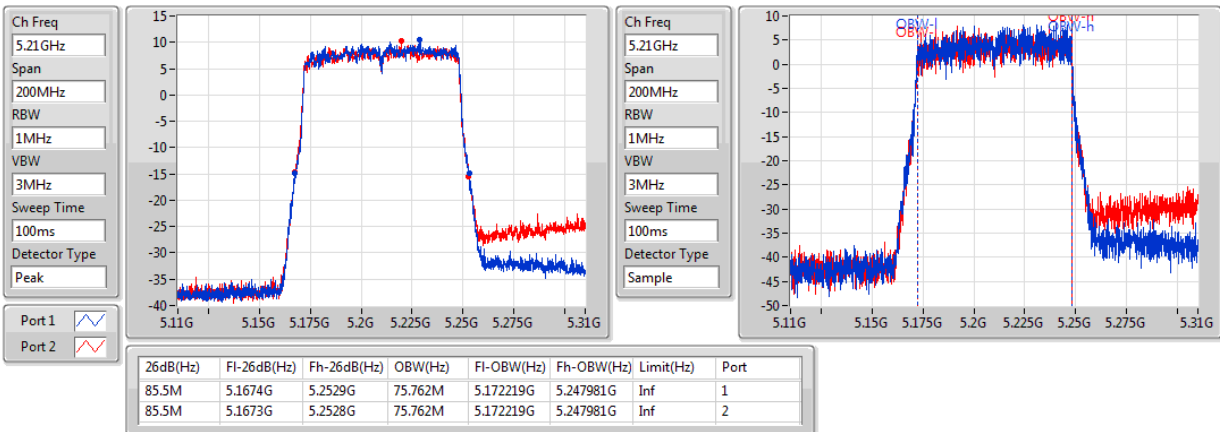 Ch Freq
5.21GHz
Span
200MHz
RBW
1MHz
VBW
3MHz
Sweep Time
100ms
Detector Type
Peak
Port 1
Port 2
15
10
5
0
-5
-10
-15
-20
-25
-30
-35
-40
5.11G 5.15G 5.175G 5.2G 5.225G 5.25G 5.275G 5.31G
Ch Freq
5.21GHz
Span
200MHz
RBW
1MHz
VBW
3MHz
Sweep Time
100ms
Detector Type
Sample
10
5
0
-5
-10
-15
-20
-25
-30
-35
-40
-45
-50
OBW-l
OBW-h
5.11G 5.15G 5.175G 5.2G 5.225G 5.25G 5.275G 5.31G
26dB(Hz) Fl-26dB(Hz) Fh-26dB(Hz) OBW(Hz) Fl-OBW(Hz) Fh-OBW(Hz) Limit(Hz) Port
85.5M 5.1674G 5.2529G 75.762M 5.172219G 5.247981G Inf 1
85.5M 5.1673G 5.2528G 75.762M 5.172219G 5.247981G Inf 2